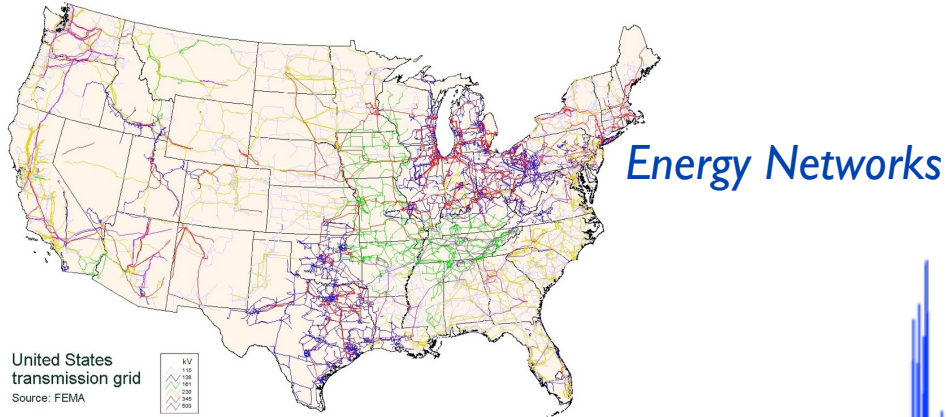 Energy Networks
United States
transmission grid
Source: FEMA
kV
115
138
161
230
345
500